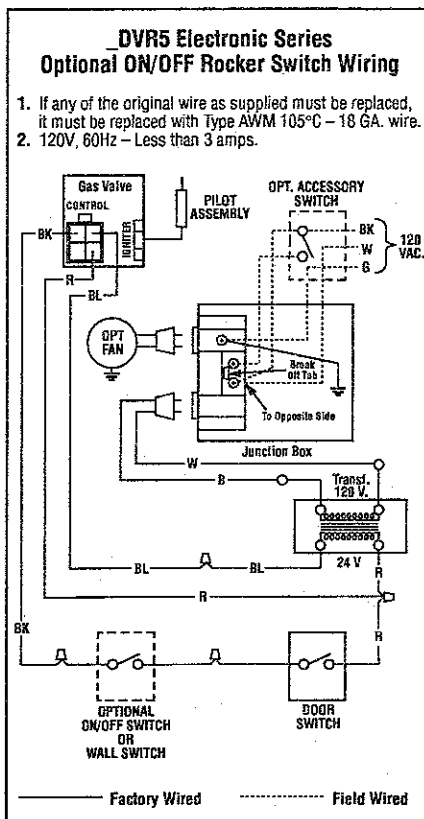 _DVR5 Electronic Series
Optional ON/OFF Rocker Switch Wiring
1. If any of the original wire as supplied must be replaced,
it must be replaced with Type AWM 105°C – 18 GA. wire.
2. 120V, 60Hz – Less than 3 amps.
Gas Valve
CONTROL
IGNITER
PILOT
ASSEMBLY
OPT. ACCESSORY
SWITCH
BK
BK
W
G
120
VAC.
R
BL
OPT
FAN
Break
Off Tab
To Opposite Side
Junction Box
W
B
Transf.
120 V.
24 V
BL
BL
R
R
R
BK
OPTIONAL
ON/OFF SWITCH
OR
WALL SWITCH
DOOR
SWITCH
Factory Wired
Field Wired